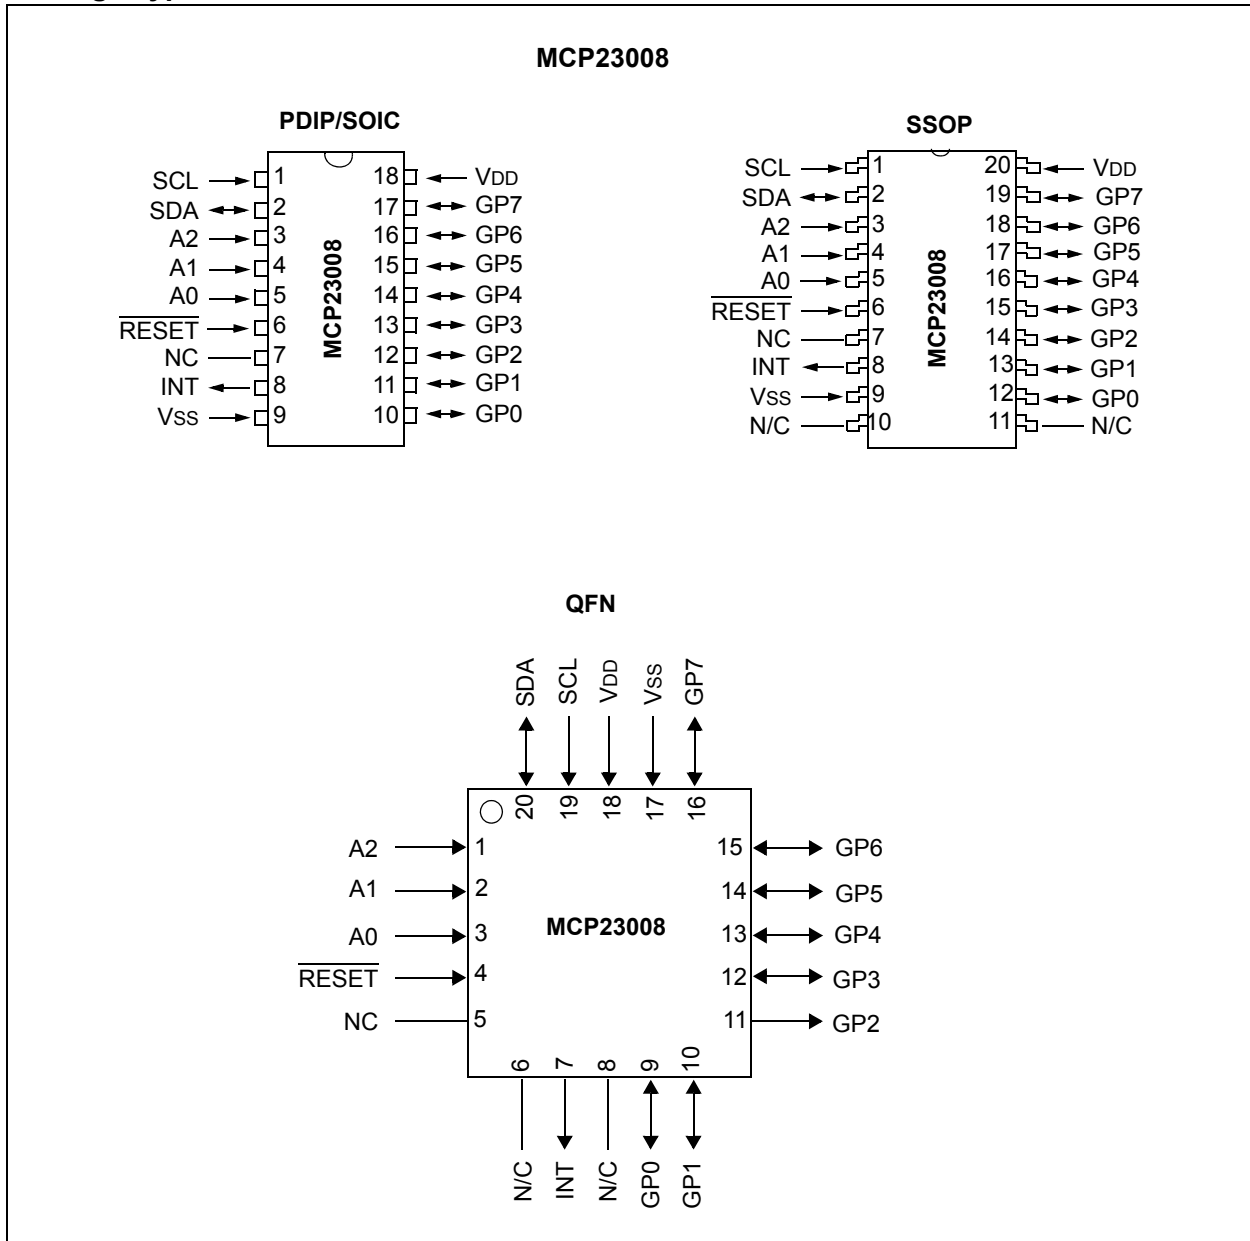 MCP23008
PDIP/SOIC
SCL 1 18 VDD
SDA 2 17 GP7
A2 3 16 GP6
A1 4 15 GP5
A0 5 14 GP4
RESET 6 13 GP3
NC 7 12 GP2
INT 8 11 GP1
VSS 9 10 GP0
MCP23008
SSOP
SCL 1 20 VDD
SDA 2 19 GP7
A2 3 18 GP6
A1 4 17 GP5
A0 5 16 GP4
RESET 6 15 GP3
NC 7 14 GP2
INT 8 13 GP1
VSS 9 12 GP0
N/C 10 11 N/C
MCP23008
QFN
SDA SCL VDD VSS GP7
20 19 18 17 16
A2 1 15 GP6
A1 2 14 GP5
A0 3 MCP23008 13 GP4
RESET 4 12 GP3
NC 5 11 GP2
6 7 8 9 10
N/C INT N/C GP0 GP1